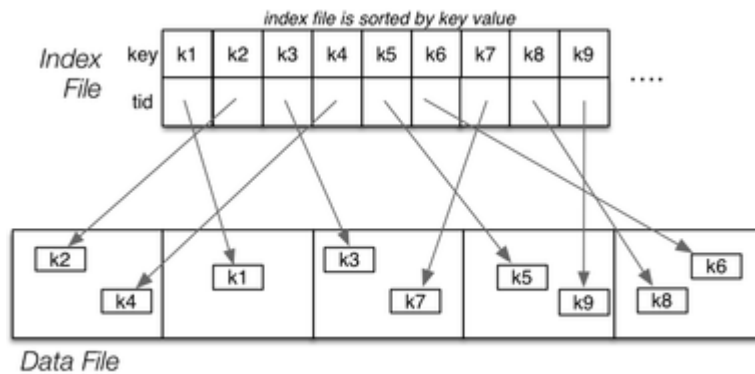 index file is sorted by key value
Index File
key k1 k2 k3 k4 k5 k6 k7 k8 k9 ....
tid
k2 k4 k1 k3 k7 k5 k9 k8 k6
Data File